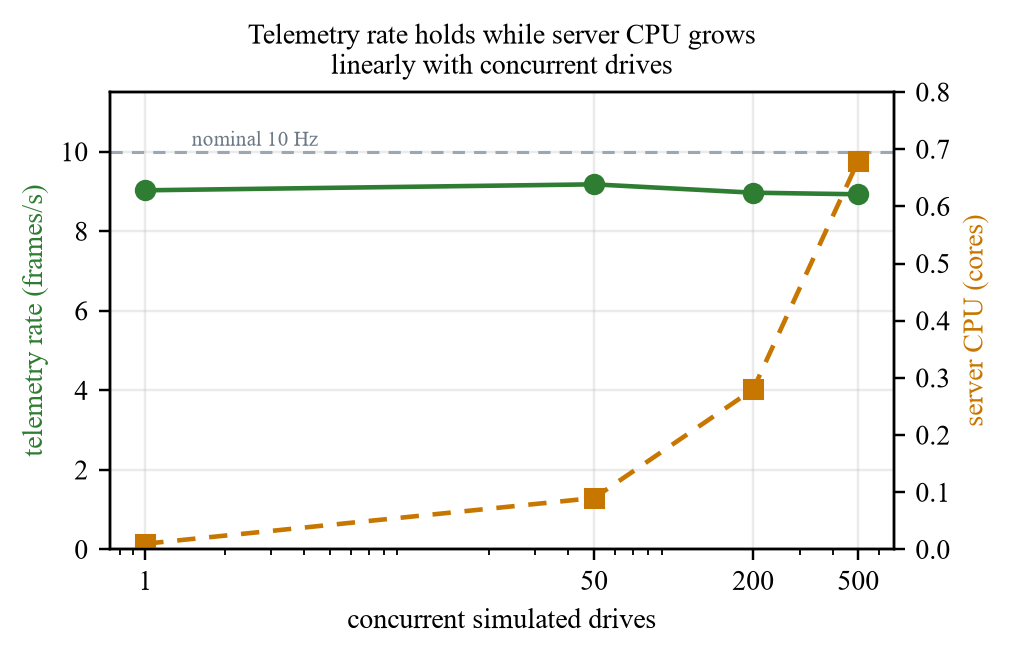 Telemetry rate holds while server CPU grows
linearly with concurrent drives
nominal 10 Hz
telemetry rate (frames/s)
10
8
6
4
2
0
0.8
0.7
0.6
0.5
0.4
0.3
0.2
0.1
0.0
server CPU (cores)
1 50 200 500
concurrent simulated drives